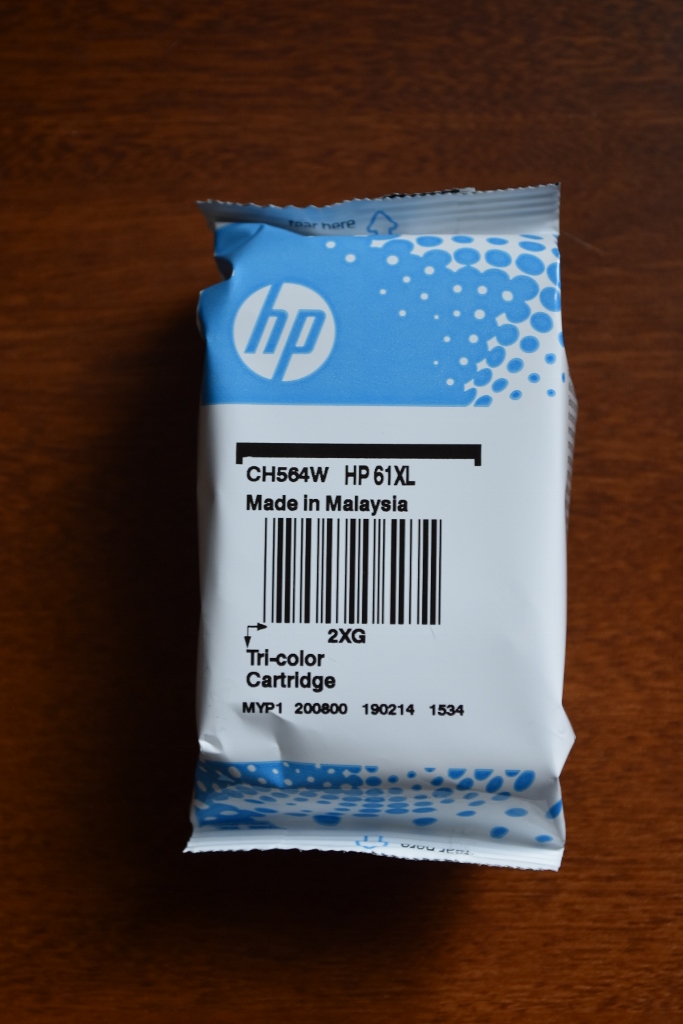 tear here
hp
CH564W HP 61XL
Made in Malaysia
2XG
Tri-color
Cartridge
MYP1 200800 190214 1534
tear here